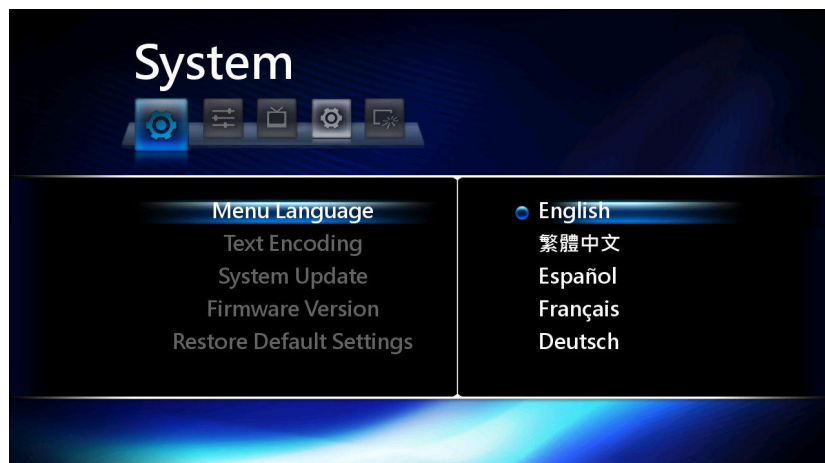 System
Menu Language
Text Encoding
System Update
Firmware Version
Restore Default Settings
English
繁體中文
Español
Français
Deutsch